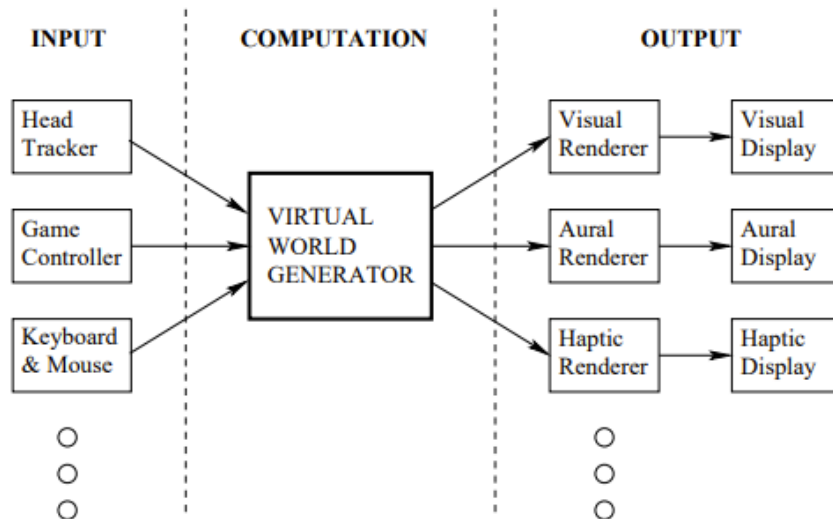 INPUT
COMPUTATION
OUTPUT
Head
Tracker
Game
Controller
Keyboard
& Mouse
VIRTUAL
WORLD
GENERATOR
Visual
Renderer
Visual
Display
Aural
Renderer
Aural
Display
Haptic
Renderer
Haptic
Display